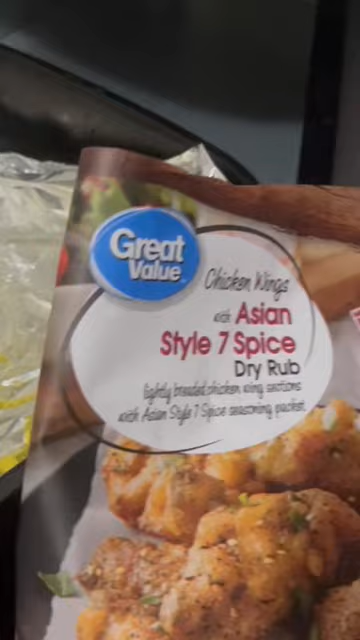 Great
Value
Chicken Wings
with Asian
Style 7 Spice
Dry Rub
lightly breaded chicken wing sections
with Asian Style 7 Spice seasoning packet